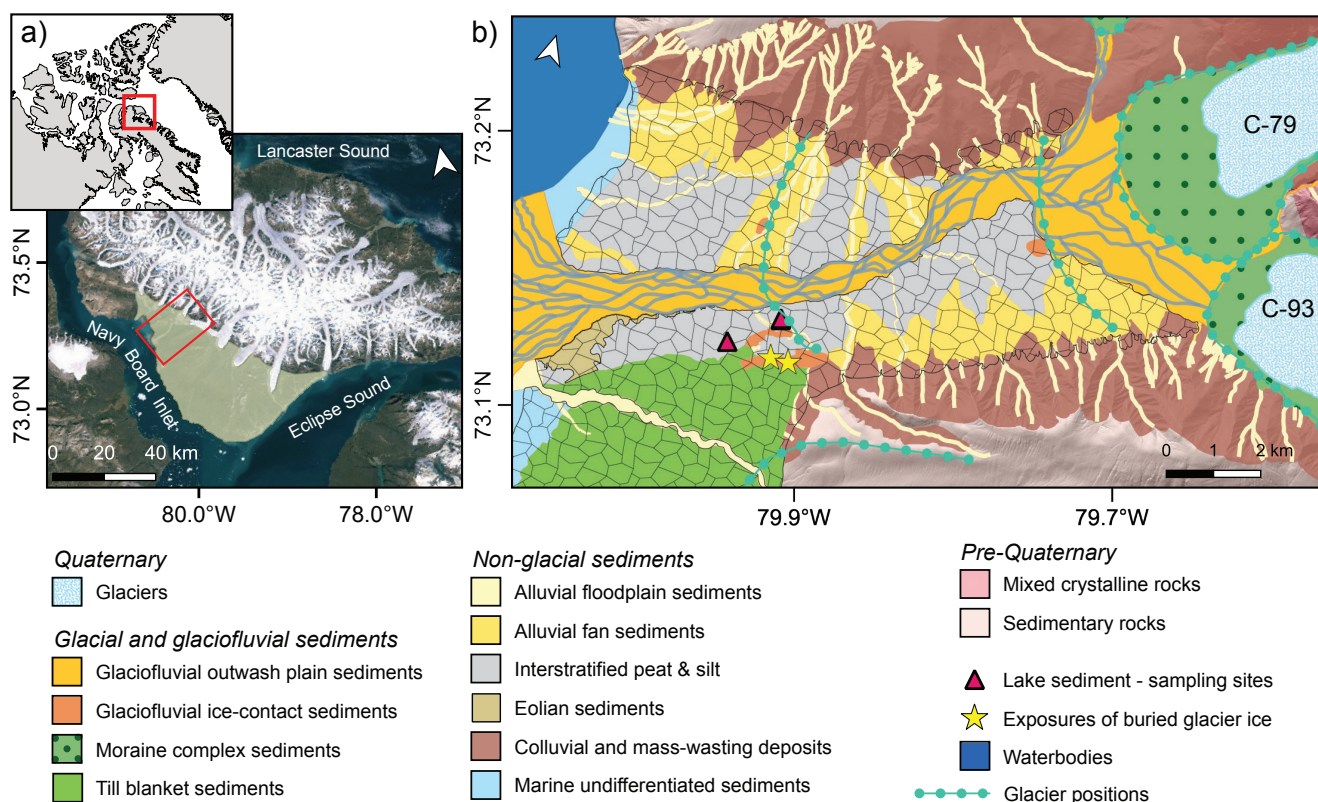 a)
b)
Lancaster Sound
Navy Board Inlet
Eclipse Sound
73.5°N
73.0°N
0 20 40 km
80.0°W
78.0°W
73.2°N
73.1°N
C-79
C-93
0 1 2 km
79.9°W
79.7°W
Quaternary
Glaciers
Glacial and glaciofluvial sediments
Glaciofluvial outwash plain sediments
Glaciofluvial ice-contact sediments
Moraine complex sediments
Till blanket sediments
Non-glacial sediments
Alluvial floodplain sediments
Alluvial fan sediments
Interstratified peat & silt
Eolian sediments
Colluvial and mass-wasting deposits
Marine undifferentiated sediments
Pre-Quaternary
Mixed crystalline rocks
Sedimentary rocks
Lake sediment - sampling sites
Exposures of buried glacier ice
Waterbodies
Glacier positions